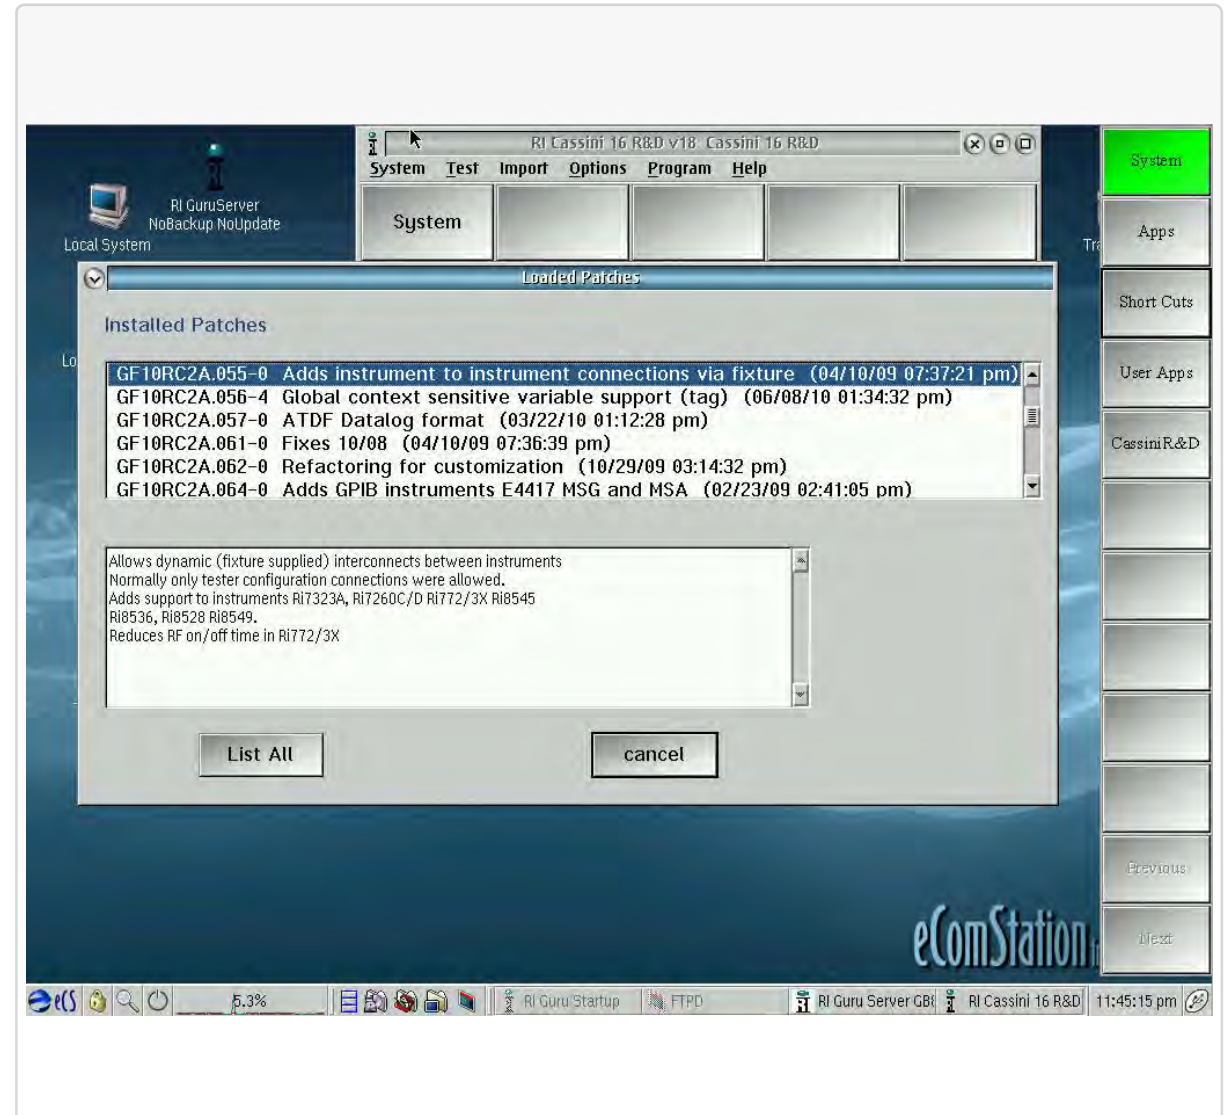 RI Cassini 16 R&D v18 Cassini 16 R&D
System Test Import Options Program Help
System
RI GuruServer
NoBackup NoUpdate
Local System
Loaded Patches
Installed Patches
GF10RC2A.055-0 Adds instrument to instrument connections via fixture (04/10/09 07:37:21 pm)
GF10RC2A.056-4 Global context sensitive variable support (tag) (06/08/10 01:34:32 pm)
GF10RC2A.057-0 ATDF Datalog format (03/22/10 01:12:28 pm)
GF10RC2A.061-0 Fixes 10/08 (04/10/09 07:36:39 pm)
GF10RC2A.062-0 Refactoring for customization (10/29/09 03:14:32 pm)
GF10RC2A.064-0 Adds GPIB instruments E4417 MSG and MSA (02/23/09 02:41:05 pm)
Allows dynamic (fixture supplied) interconnects between instruments
Normally only tester configuration connections were allowed.
Adds support to instruments Ri7323A, Ri7260C/D Ri772/3X Ri8545
Ri8536, Ri8528 Ri8549.
Reduces RF on/off time in Ri772/3X
List All
cancel
System
Apps
Short Cuts
User Apps
CassiniR&D
Previous
Next
eComStation
eCS
5.3%
RI Guru Startup
FTPD
RI Guru Server
RI Cassini 16 R&D
11:45:15 pm